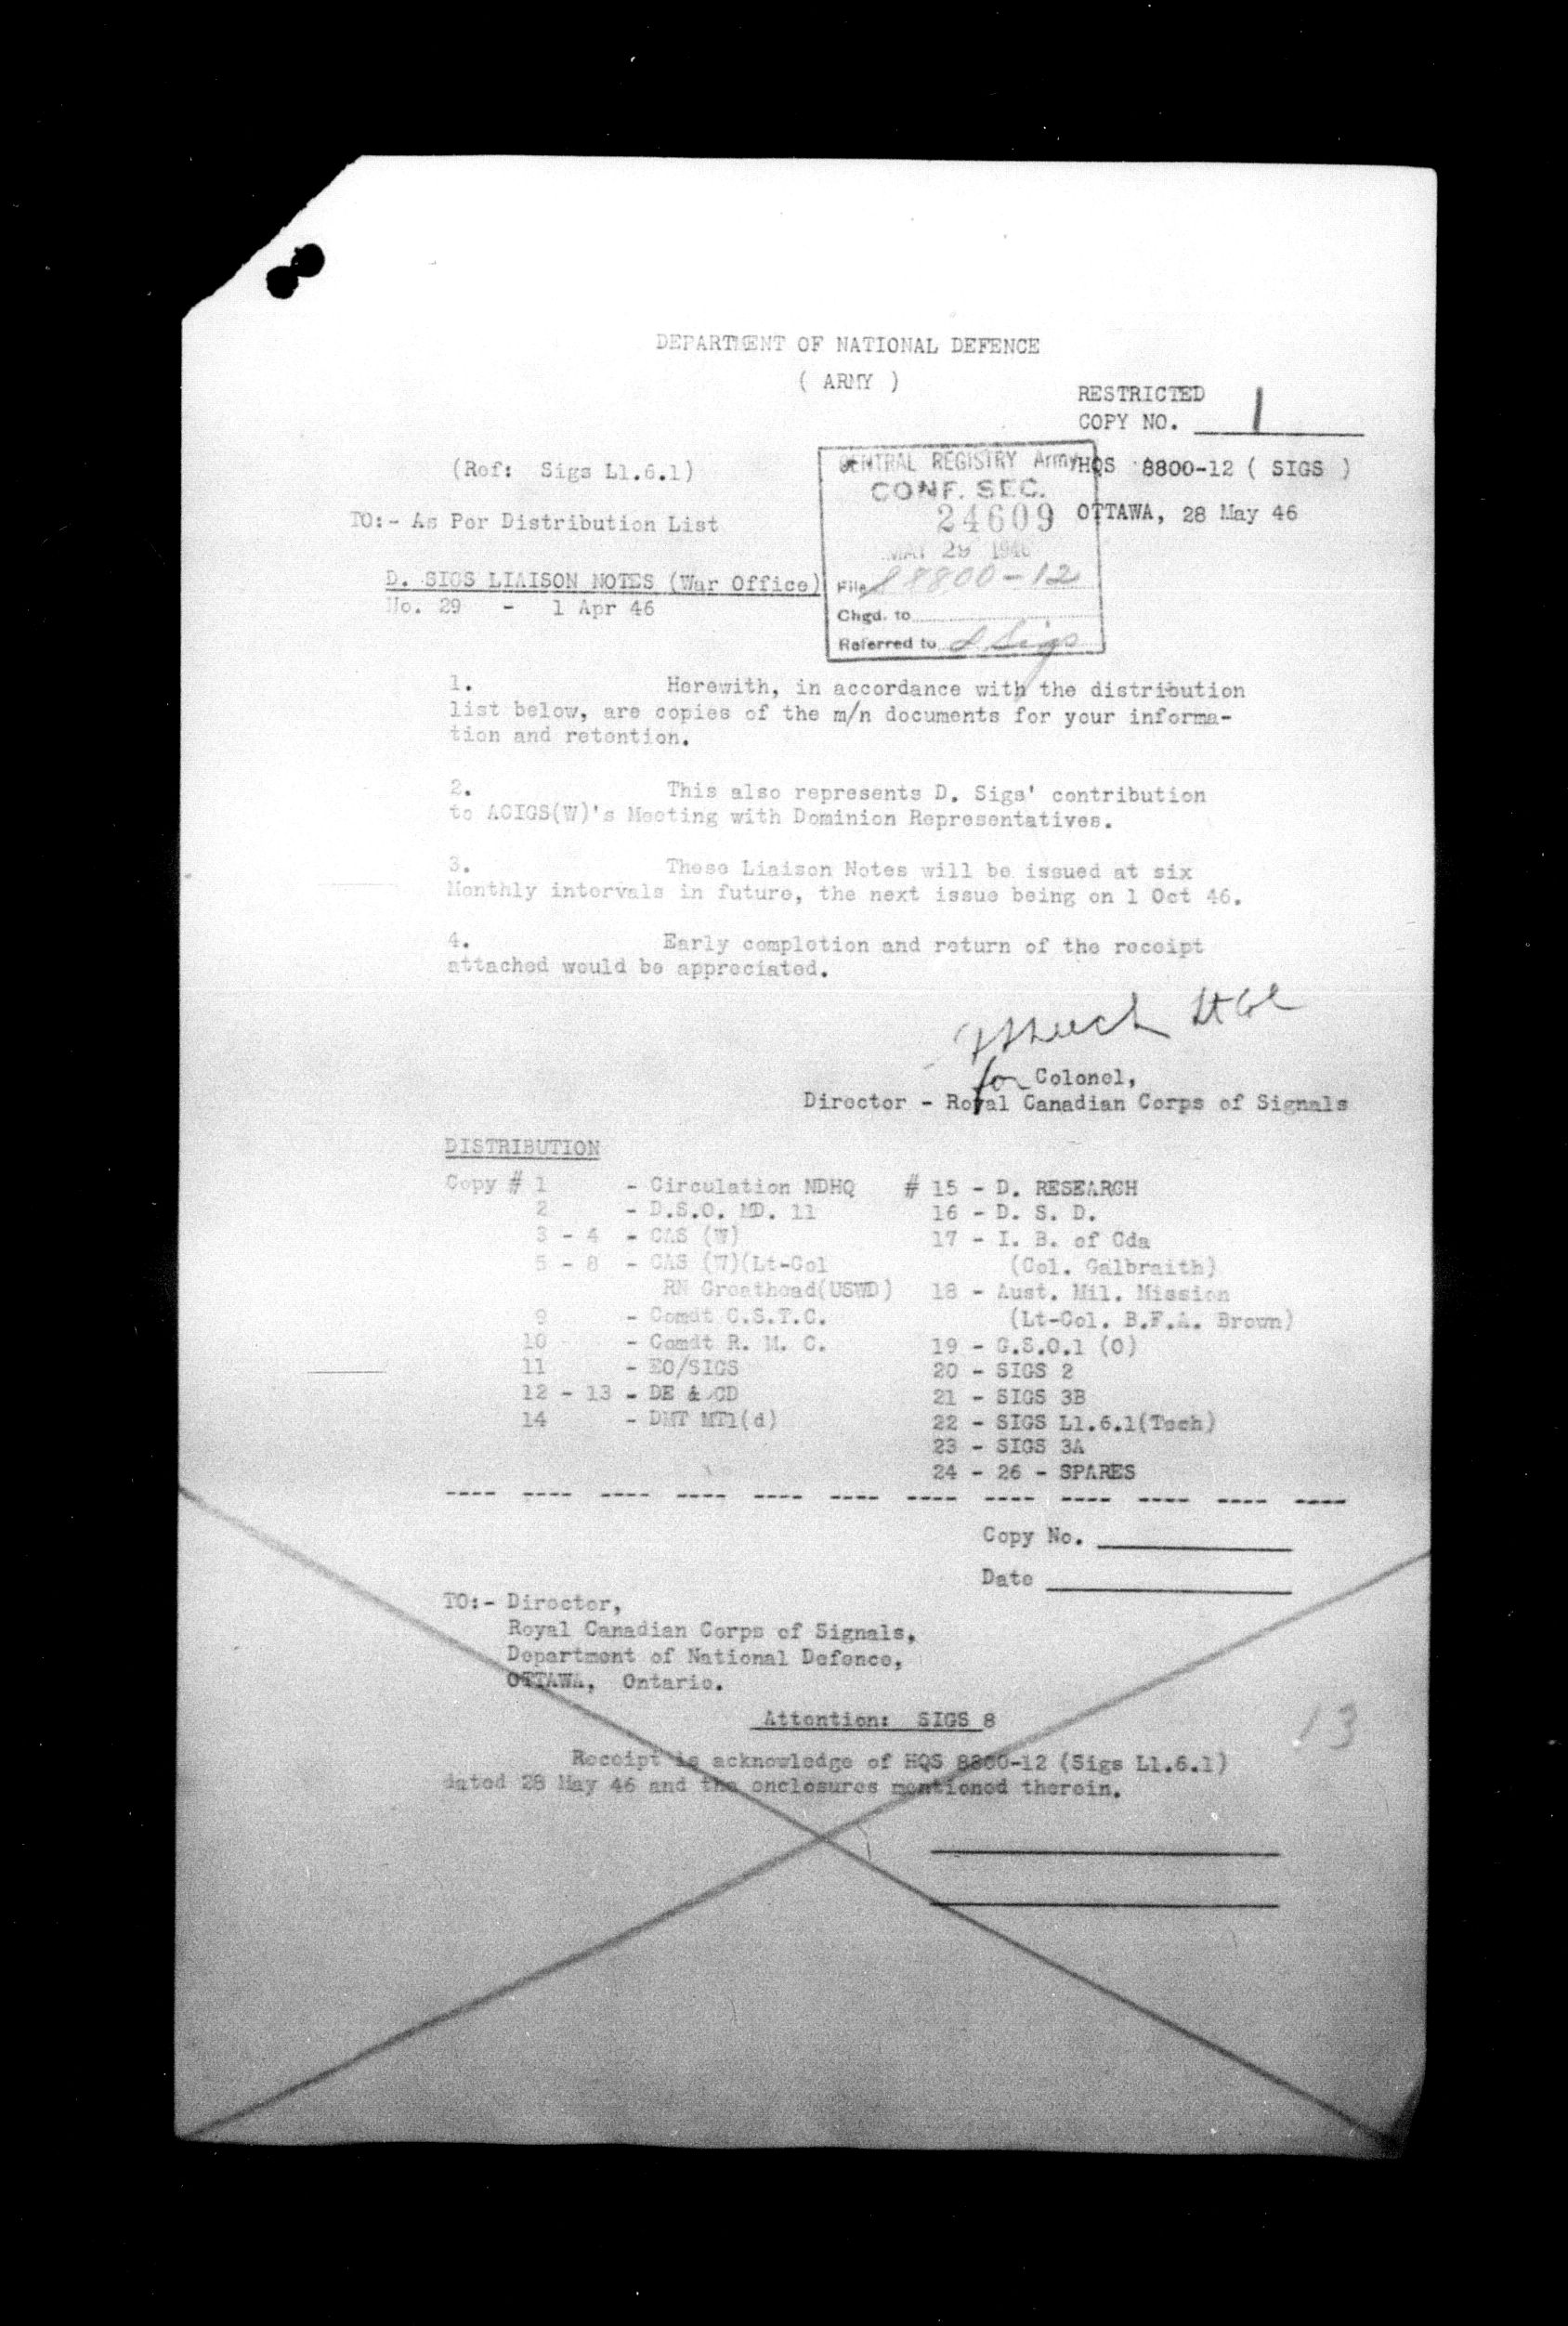 DEPARTMENT OF NATIONAL DEFENCE
( ARMY )
RESTRICTED
COPY NO. 1
(Ref: Sigs L1.6.1)
CENTRAL REGISTRY Army
CONF. SEC.
24609
MAY 29 1946
File 8800-12
Chgd. to
Referred to D Sigs
HQS 8800-12 ( SIGS )
OTTAWA, 28 May 46
TO:- As Per Distribution List
D. SIGS LIAISON NOTES (War Office)
No. 29 - 1 Apr 46
1. Herewith, in accordance with the distribution
list below, are copies of the m/n documents for your informa-
tion and retention.
2. This also represents D. Sigs' contribution
to ACIGS(W)'s Meeting with Dominion Representatives.
3. These Liaison Notes will be issued at six
Monthly intervals in future, the next issue being on 1 Oct 46.
4. Early completion and return of the receipt
attached would be appreciated.
Lt Col
for Colonel,
Director - Royal Canadian Corps of Signals
DISTRIBUTION
Copy # 1 - Circulation NDHQ
2 - D.S.O. MD. 11
3 - 4 - CAS (W)
5 - 8 - CAS (W)(Lt-Col
RN Greathead(USWD)
9 - Comdt C.S.T.C.
10 - Comdt R. M. C.
11 - EO/SIGS
12 - 13 - DE & CD
14 - DMT MT1(d)
# 15 - D. RESEARCH
16 - D. S. D.
17 - I. B. of Cda
(Col. Galbraith)
18 - Aust. Mil. Mission
(Lt-Col. B.F.A. Brown)
19 - G.S.O.1 (O)
20 - SIGS 2
21 - SIGS 3B
22 - SIGS L1.6.1(Tech)
23 - SIGS 3A
24 - 26 - SPARES
---- ---- ---- ---- ---- ---- ---- ---- ---- ---- ---- ----
Copy No.
Date
TO:- Director,
Royal Canadian Corps of Signals,
Department of National Defence,
OTTAWA, Ontario.
Attention: SIGS 8
13
Receipt is acknowledge of HQS 8800-12 (Sigs L1.6.1)
dated 28 May 46 and the enclosures mentioned therein.